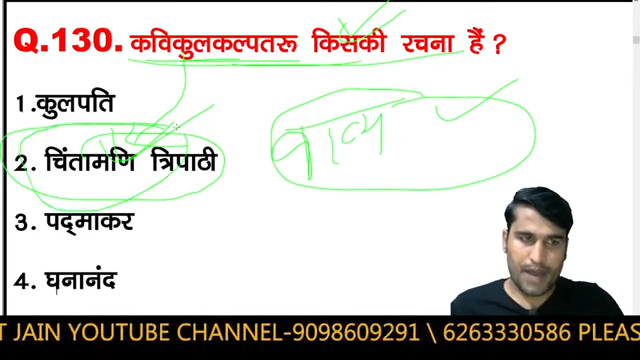 Q.130. कविकुलकल्पतरू किसकी रचना हैं ?
1.कुलपति
2. चिंतामणि त्रिपाठी
3. पद्माकर
4. घनानंद
T JAIN YOUTUBE CHANNEL-9098609291 \ 6263330586 PLEAS